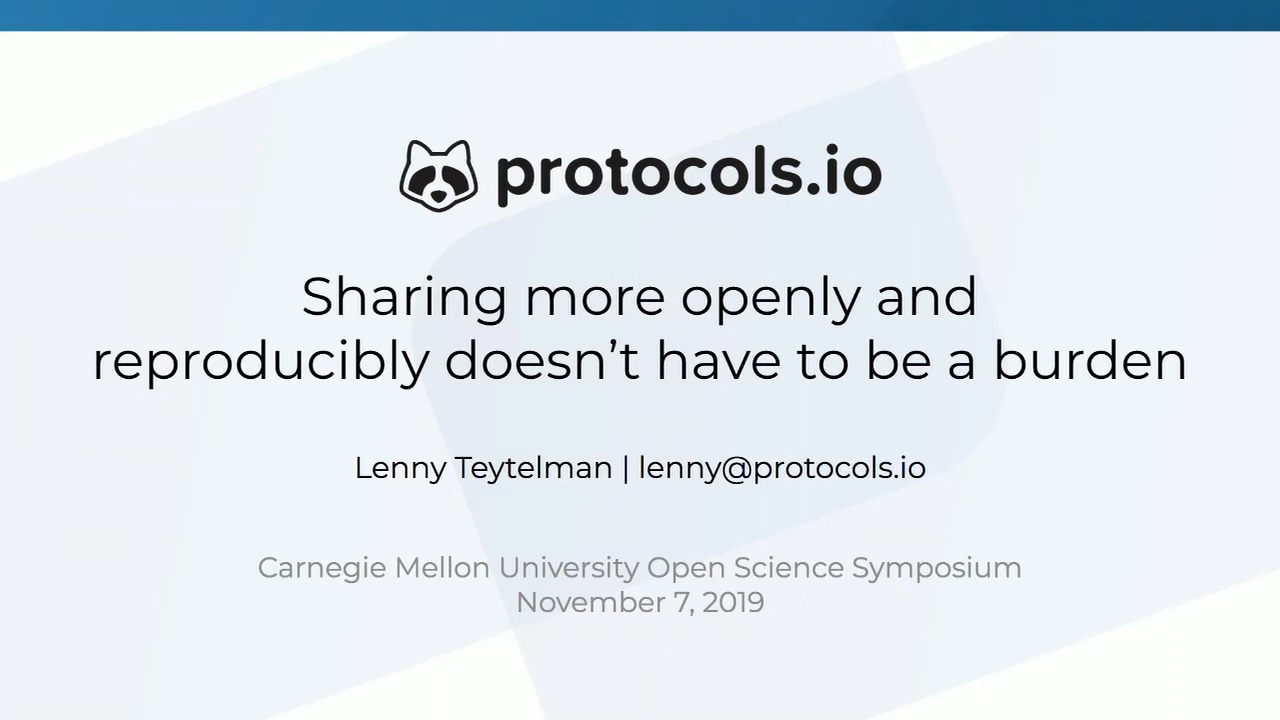 protocols.io
Sharing more openly and
reproducibly doesn’t have to be a burden
Lenny Teytelman | lenny@protocols.io
Carnegie Mellon University Open Science Symposium
November 7, 2019